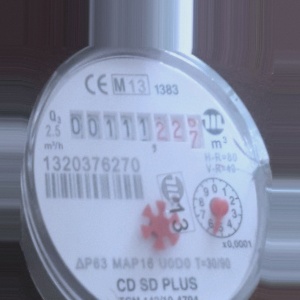 CE M13 1383
Q3 2.5 m³/h
00111227 m³
H-R=80
V-R=40
1320376270
x0,0001
ΔP63 MAP16 U0D0 T=30/90
CD SD PLUS